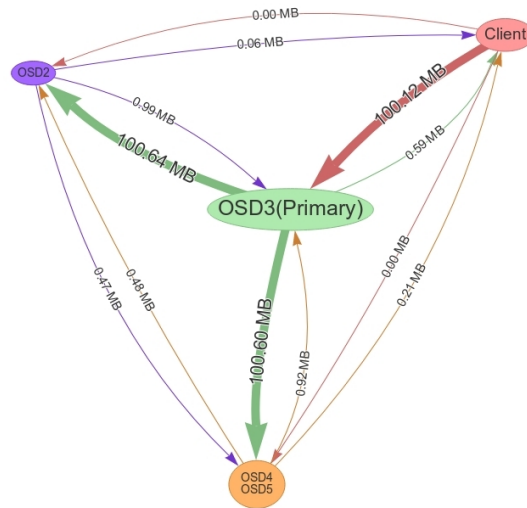 0.00 MB
Client
0.06 MB
OSD2
100.12 MB
0.99 MB
100.64 MB
0.59 MB
OSD3(Primary)
0.00 MB
0.47 MB
0.48 MB
0.21 MB
100.60 MB
0.92 MB
OSD4
OSD5